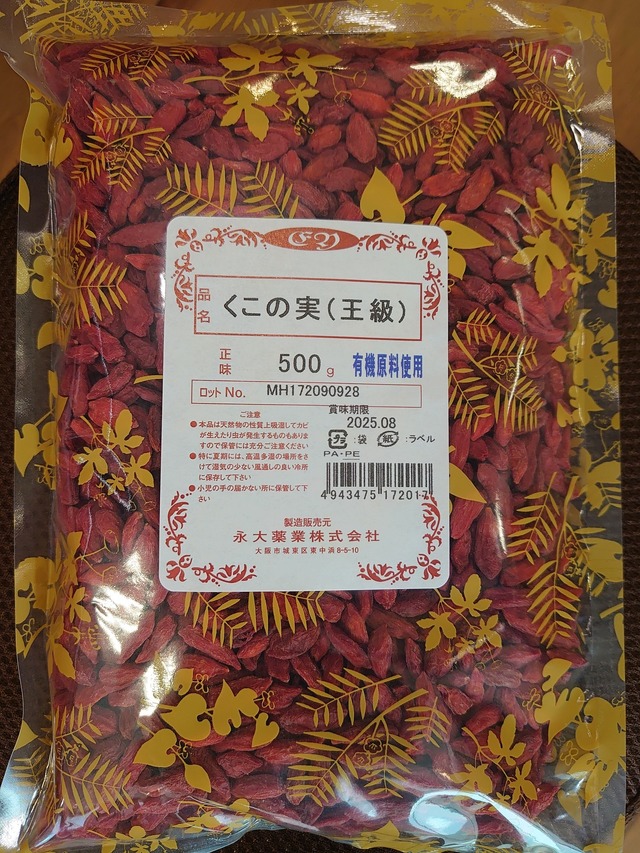 EY
品名
くこの実(王級)
正味
500g 有機原料使用
ロットNo. MH172090928
ご注意
賞味期限
2025.08
●本品は天然物の性質上吸湿してカビ
が生えたり虫が発生するものもありま
すので保管には充分ご注意ください
●特に夏期には、高温多湿の場所をさ
けて湿気の少ない風通しの良い冷所
に保存して下さい
●小児の手の届かない所に保管して下
さい
プラ:袋 紙:ラベル
PA・PE
4943475172017
製造販売元
永大薬業株式会社
大阪市城東区東中浜8-5-10